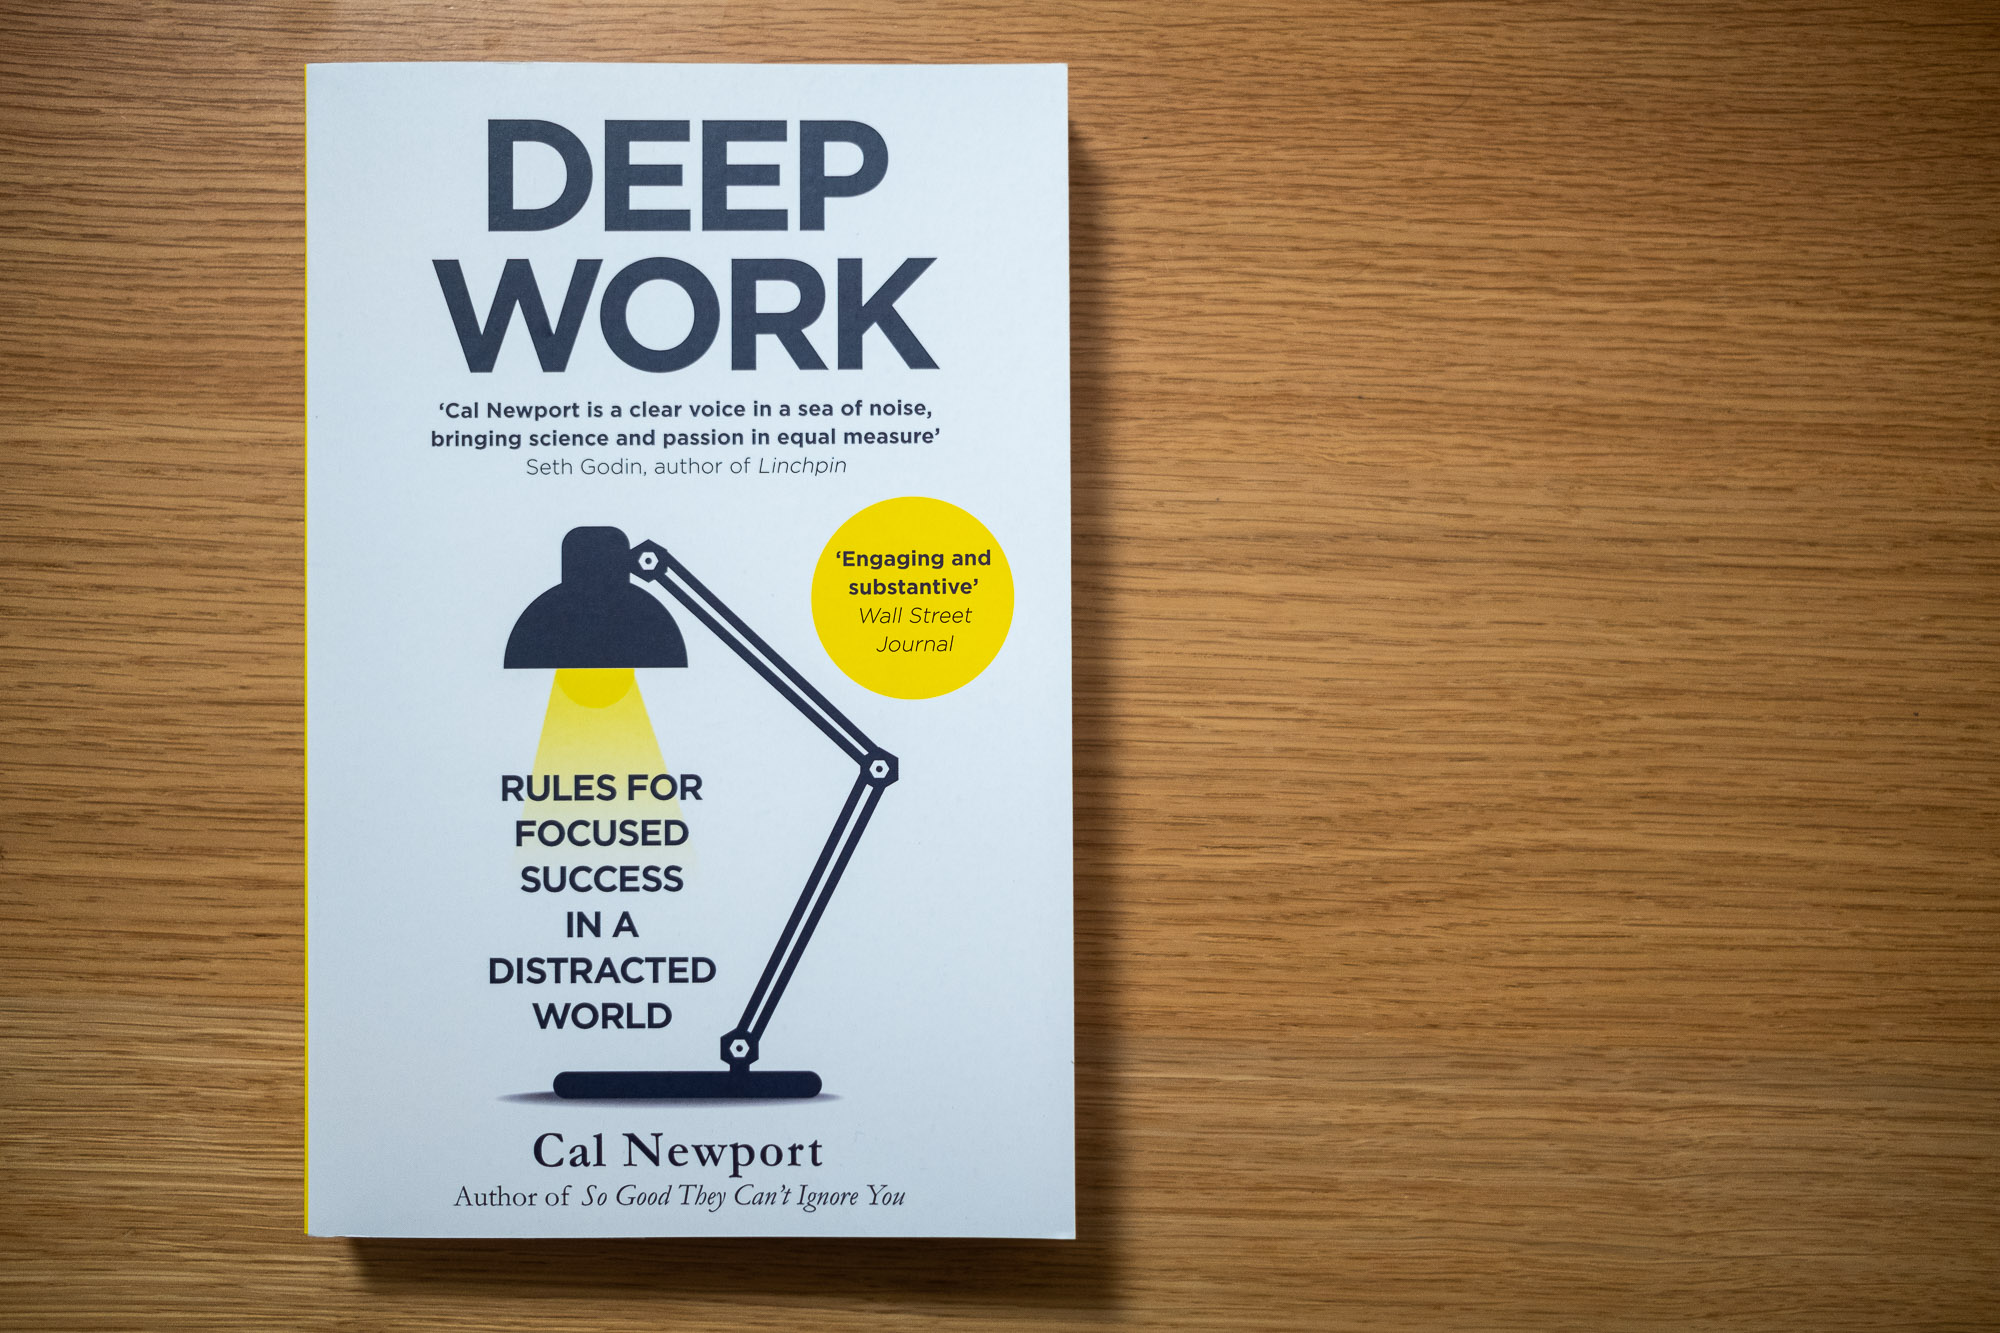 DEEP
WORK
‘Cal Newport is a clear voice in a sea of noise,
bringing science and passion in equal measure’
Seth Godin, author of Linchpin
‘Engaging and
substantive’
Wall Street
Journal
RULES FOR
FOCUSED
SUCCESS
IN A
DISTRACTED
WORLD
Cal Newport
Author of So Good They Can’t Ignore You